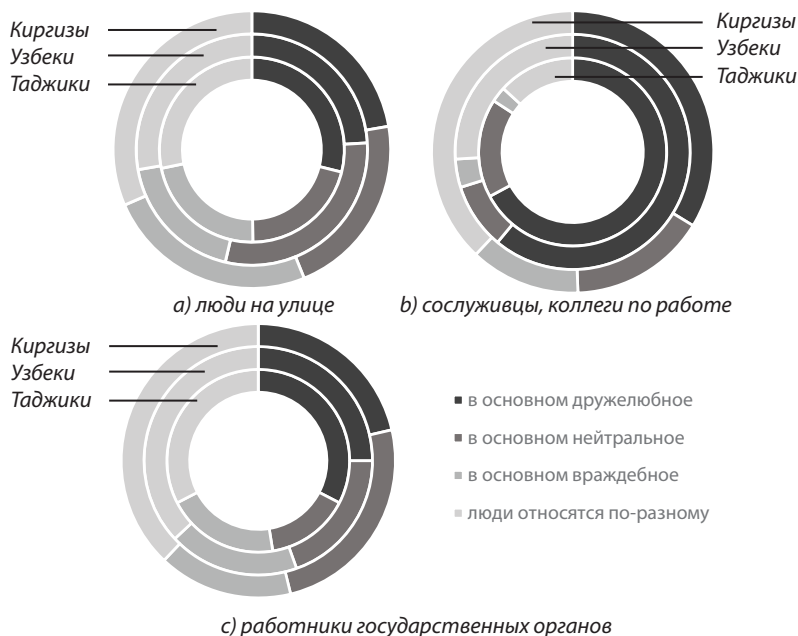 Киргизы
Узбеки
Таджики
Киргизы
Узбеки
Таджики
a) люди на улице
b) сослуживцы, коллеги по работе
Киргизы
Узбеки
Таджики
в основном дружелюбное
в основном нейтральное
в основном враждебное
люди относятся по-разному
c) работники государственных органов